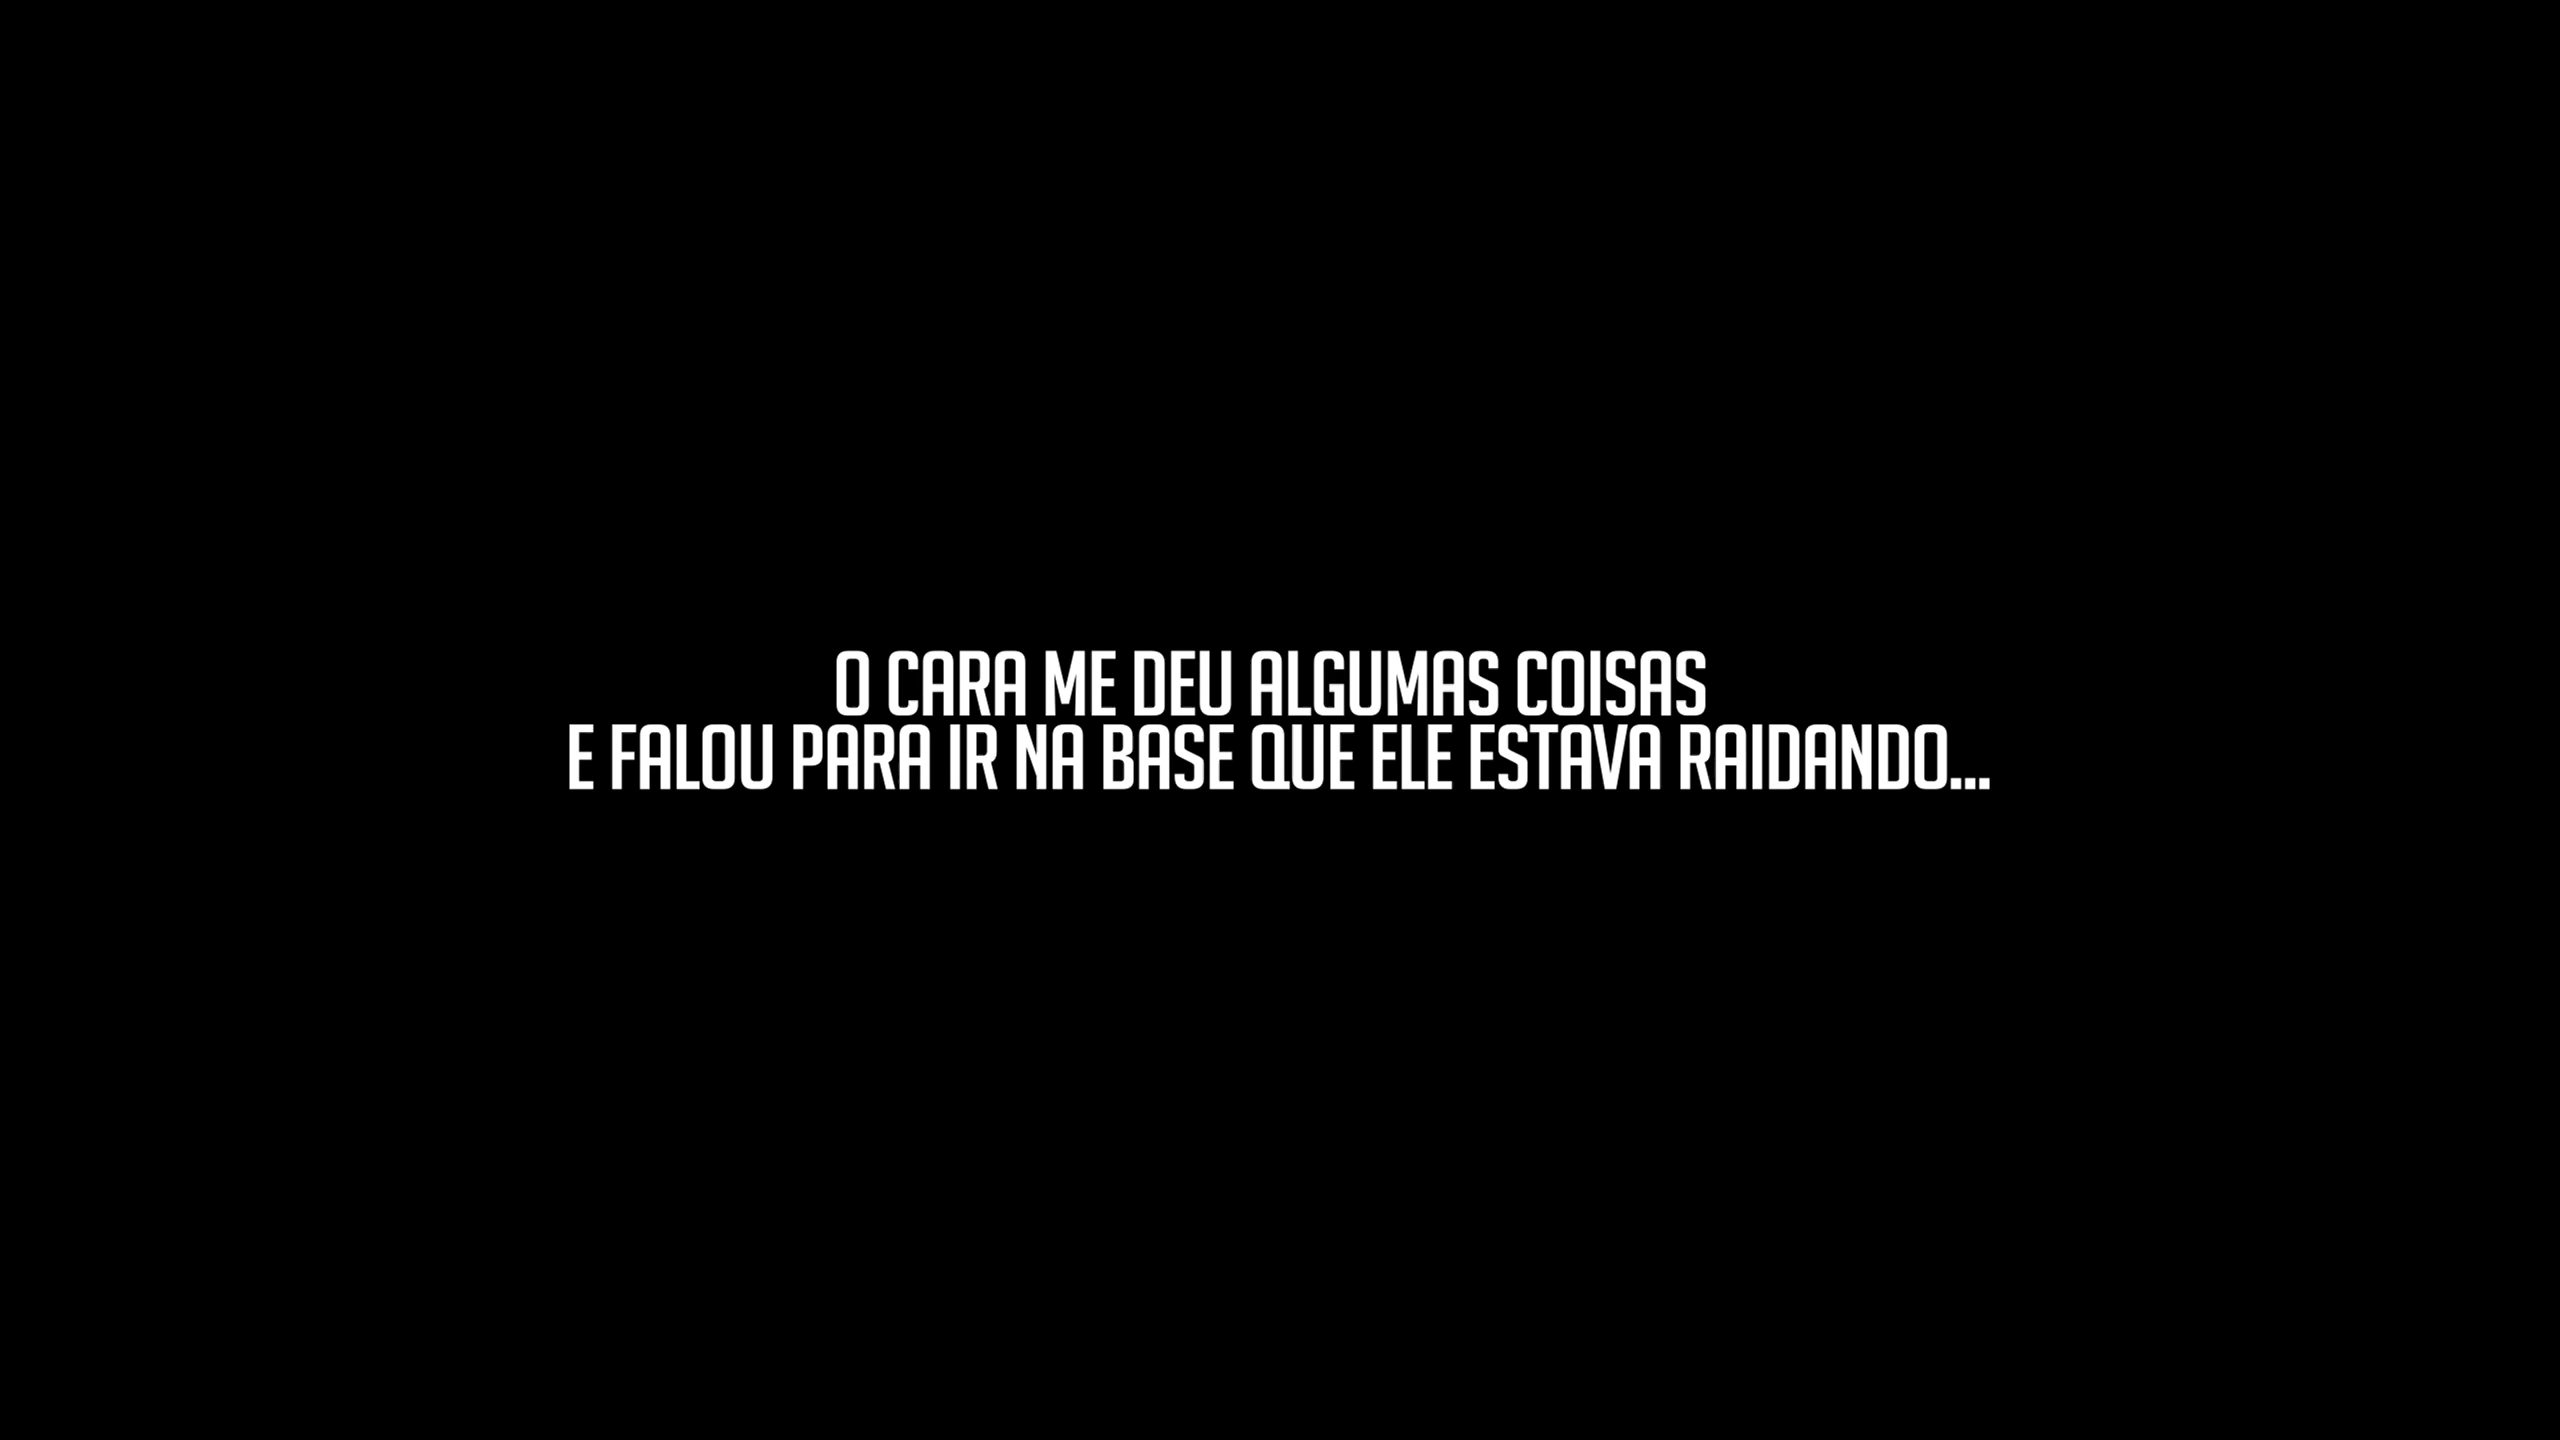 O CARA ME DEU ALGUMAS COISAS
E FALOU PARA IR NA BASE QUE ELE ESTAVA RAIDANDO...